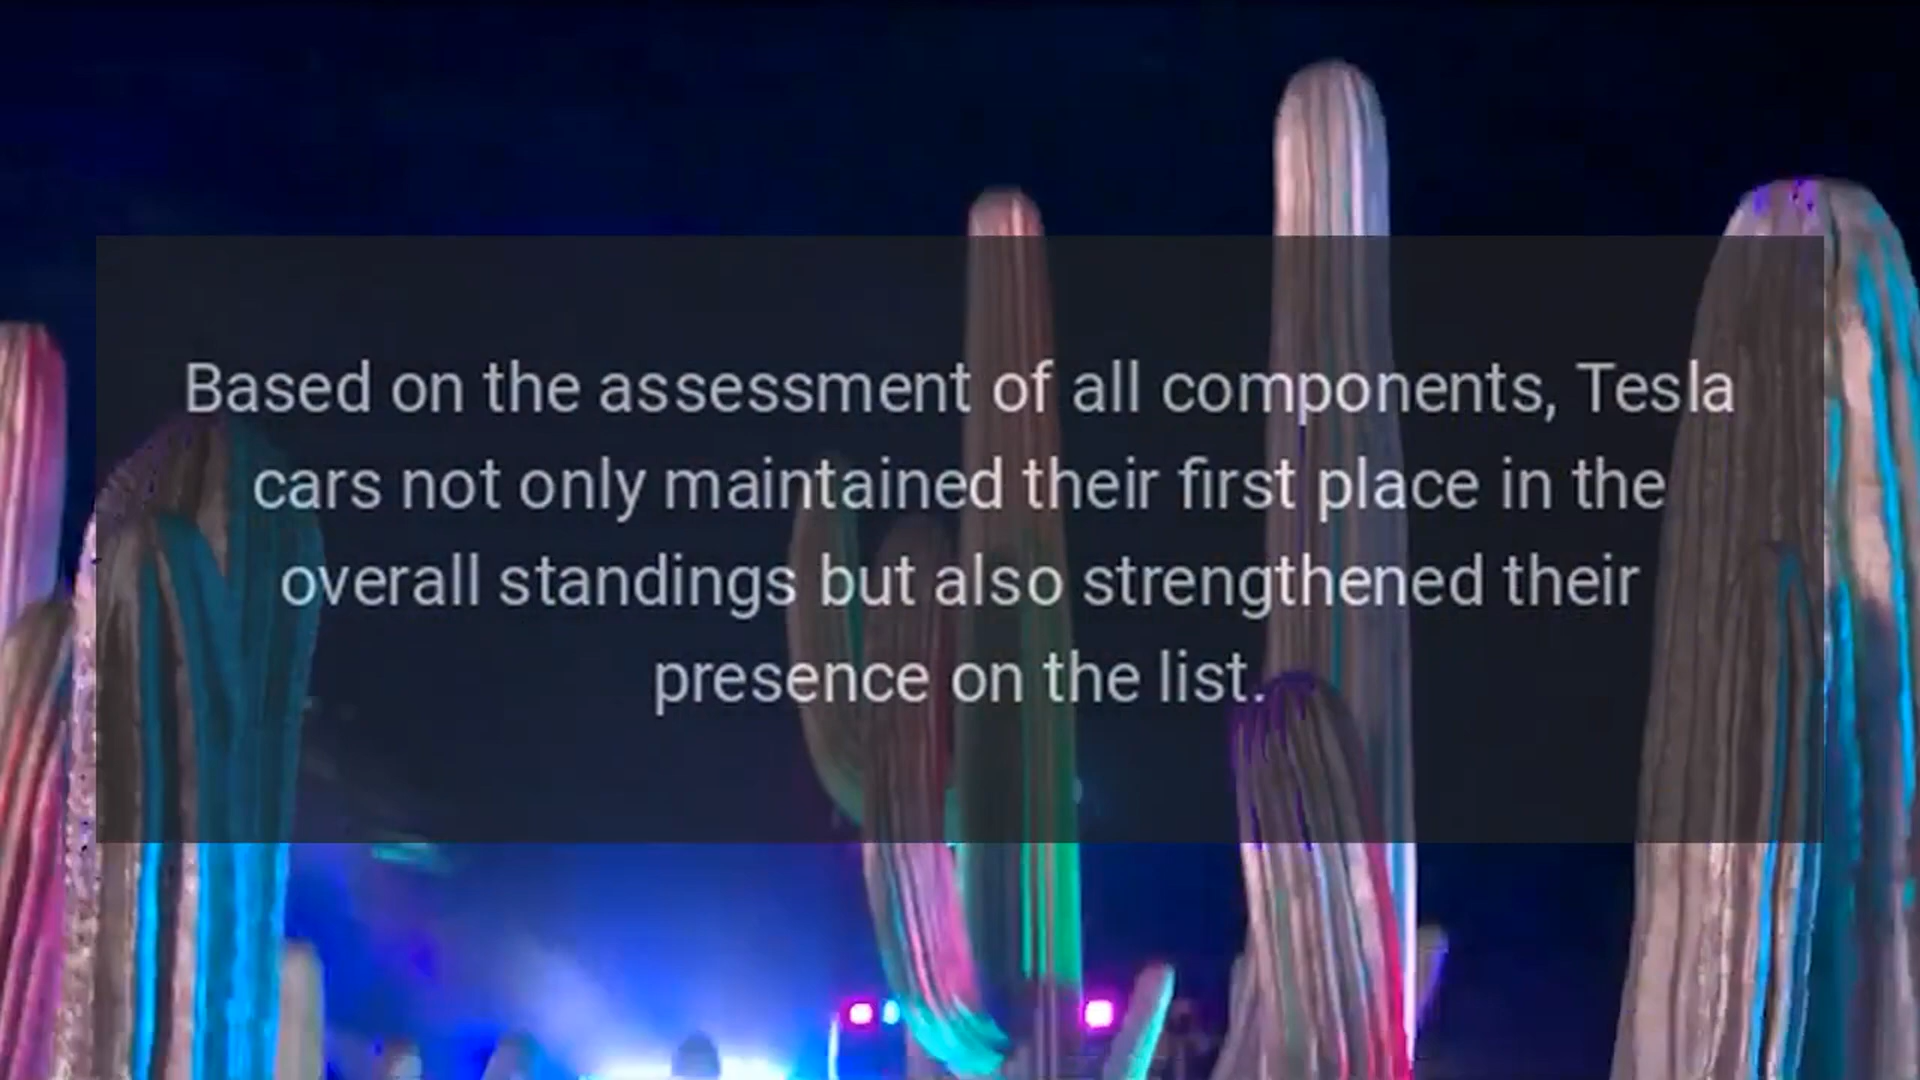 Based on the assessment of all components, Tesla
cars not only maintained their first place in the
overall standings but also strengthened their
presence on the list.